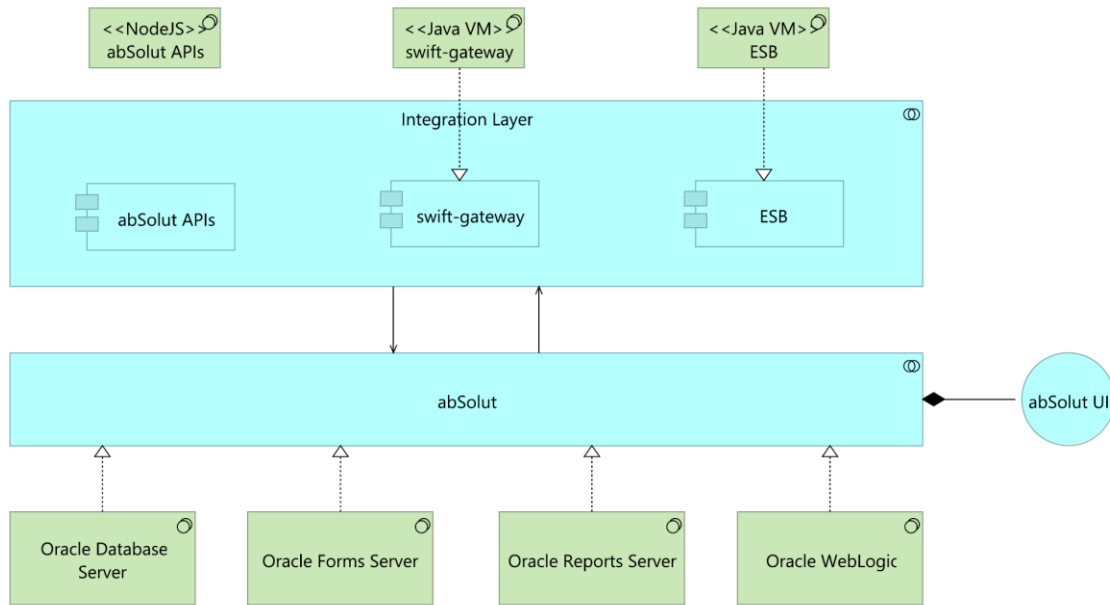 <<NodeJS>>
abSolut APIs
<<Java VM>>
swift-gateway
<<Java VM>>
ESB
Integration Layer
abSolut APIs
swift-gateway
ESB
abSolut
abSolut UI
Oracle Database
Server
Oracle Forms Server
Oracle Reports Server
Oracle WebLogic